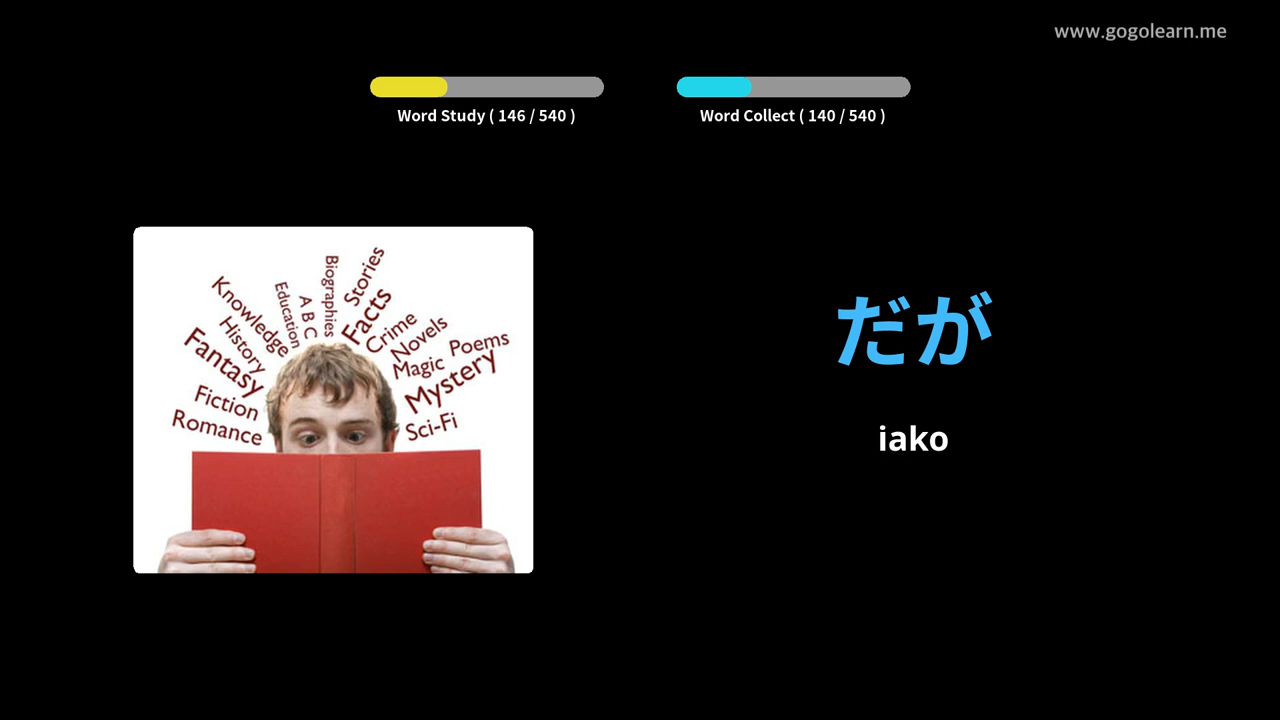 www.gogolearn.me
Word Study ( 146 / 540 )
Word Collect ( 140 / 540 )
Biographies
Stories
Education
A B C
Facts
Knowledge
Crime
History
Novels
Poems
Fantasy
Magic
Mystery
Fiction
Romance
Sci-Fi
だが
iako